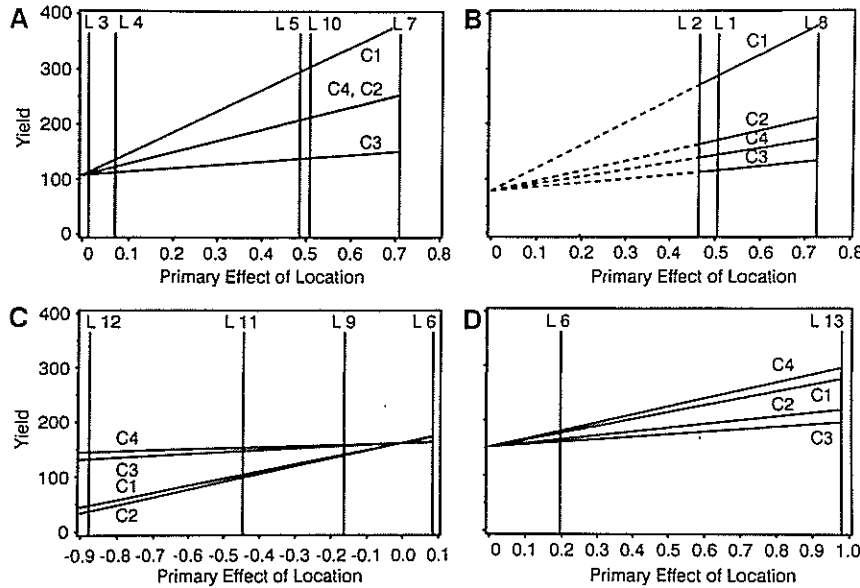 A
L 3
L 4
L 5
L 10
L 7
400
300
200
100
0
Yield
C1
C4, C2
C3
0 0.1 0.2 0.3 0.4 0.5 0.6 0.7 0.8
Primary Effect of Location
B
L 2
L 1
L 8
C1
C2
C4
C3
0 0.1 0.2 0.3 0.4 0.5 0.6 0.7 0.8
Primary Effect of Location
C
L 12
L 11
L 9
L 6
400
300
200
100
0
Yield
C4
C3
C1
C2
-0.9 -0.8 -0.7 -0.6 -0.5 -0.4 -0.3 -0.2 -0.1 0.0 0.1
Primary Effect of Location
D
L 6
L 13
C4
C1
C2
C3
0 0.1 0.2 0.3 0.4 0.5 0.6 0.7 0.8 0.9 1.0
Primary Effect of Location